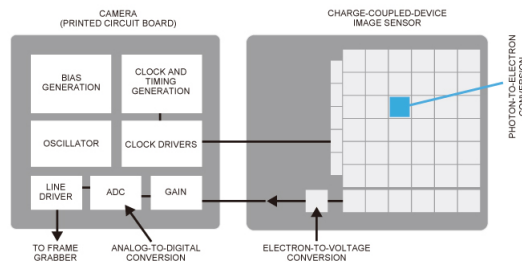 CAMERA
(PRINTED CIRCUIT BOARD)
CHARGE-COUPLED-DEVICE
IMAGE SENSOR
BIAS
GENERATION
CLOCK AND
TIMING
GENERATION
OSCILLATOR
CLOCK DRIVERS
LINE
DRIVER
ADC
GAIN
TO FRAME
GRABBER
ANALOG-TO-DIGITAL
CONVERSION
ELECTRON-TO-VOLTAGE
CONVERSION
PHOTON-TO-ELECTRON
CONVERSION